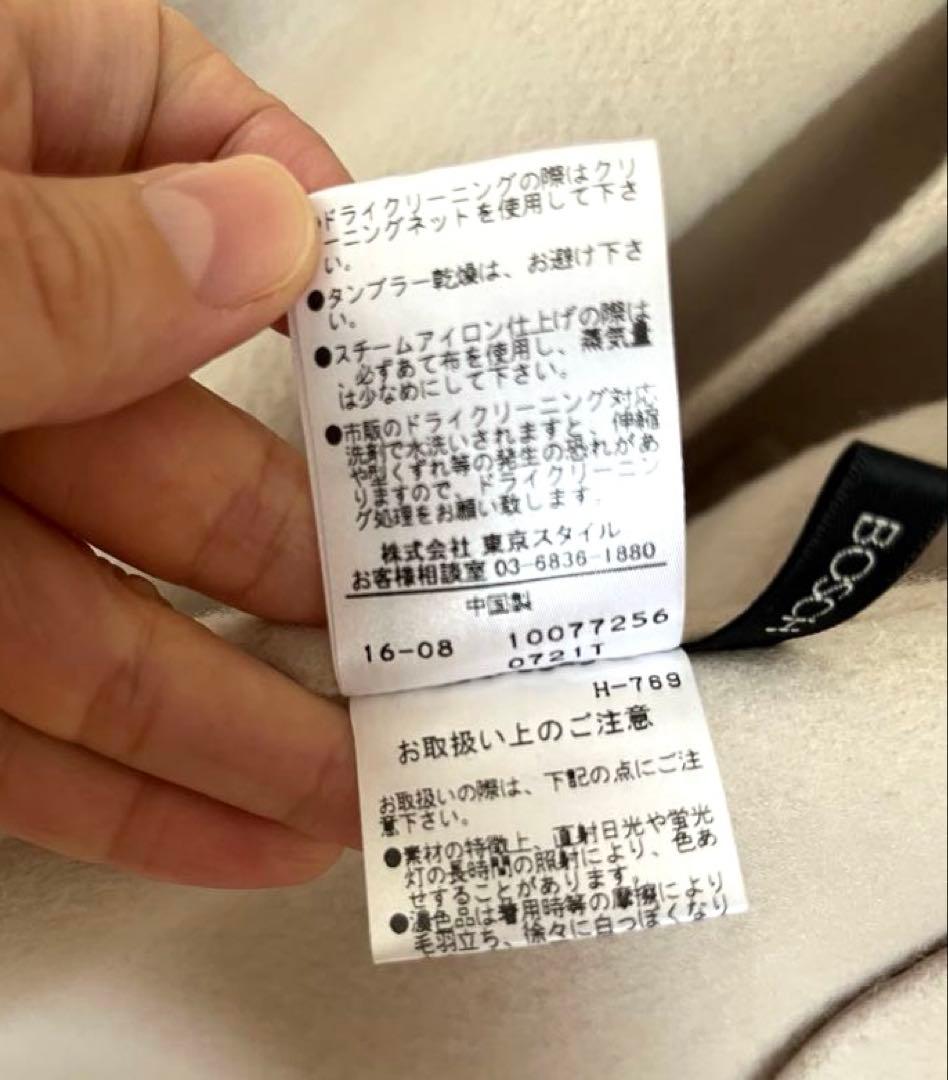 ●ドライクリーニングの際はクリ
ーニングネットを使用して下さ
い。
●タンブラー乾燥は、お避け下さ
い。
●スチームアイロン仕上げの際は
必ずあて布を使用し、蒸気量
は少なめにして下さい。
●市販のドライクリーニング対応
洗剤で水洗いされますと、伸縮
や型くずれ等の発生の恐れがあ
りますので、ドライクリーニン
グ処理をお願い致します。
株式会社 東京スタイル
お客様相談室 03-6836-1880
中国製
16-08 10077256
0721T
H-769
お取扱い上のご注意
お取扱いの際は、下記の点にご注
意下さい。
●素材の特徴上、直射日光や蛍光
灯の長時間の照射により、色あ
せすることがあります。
●濃色品は着用時等の摩擦により
毛羽立ち、徐々に白っぽくなり
BOSCH